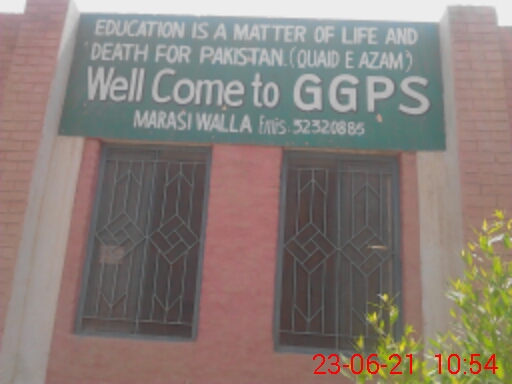 EDUCATION IS A MATTER OF LIFE AND
DEATH FOR PAKISTAN. (QUAID E AZAM)
Well Come to GGPS
MARASI WALLA Emis: 32320885
23-06-21 10:54